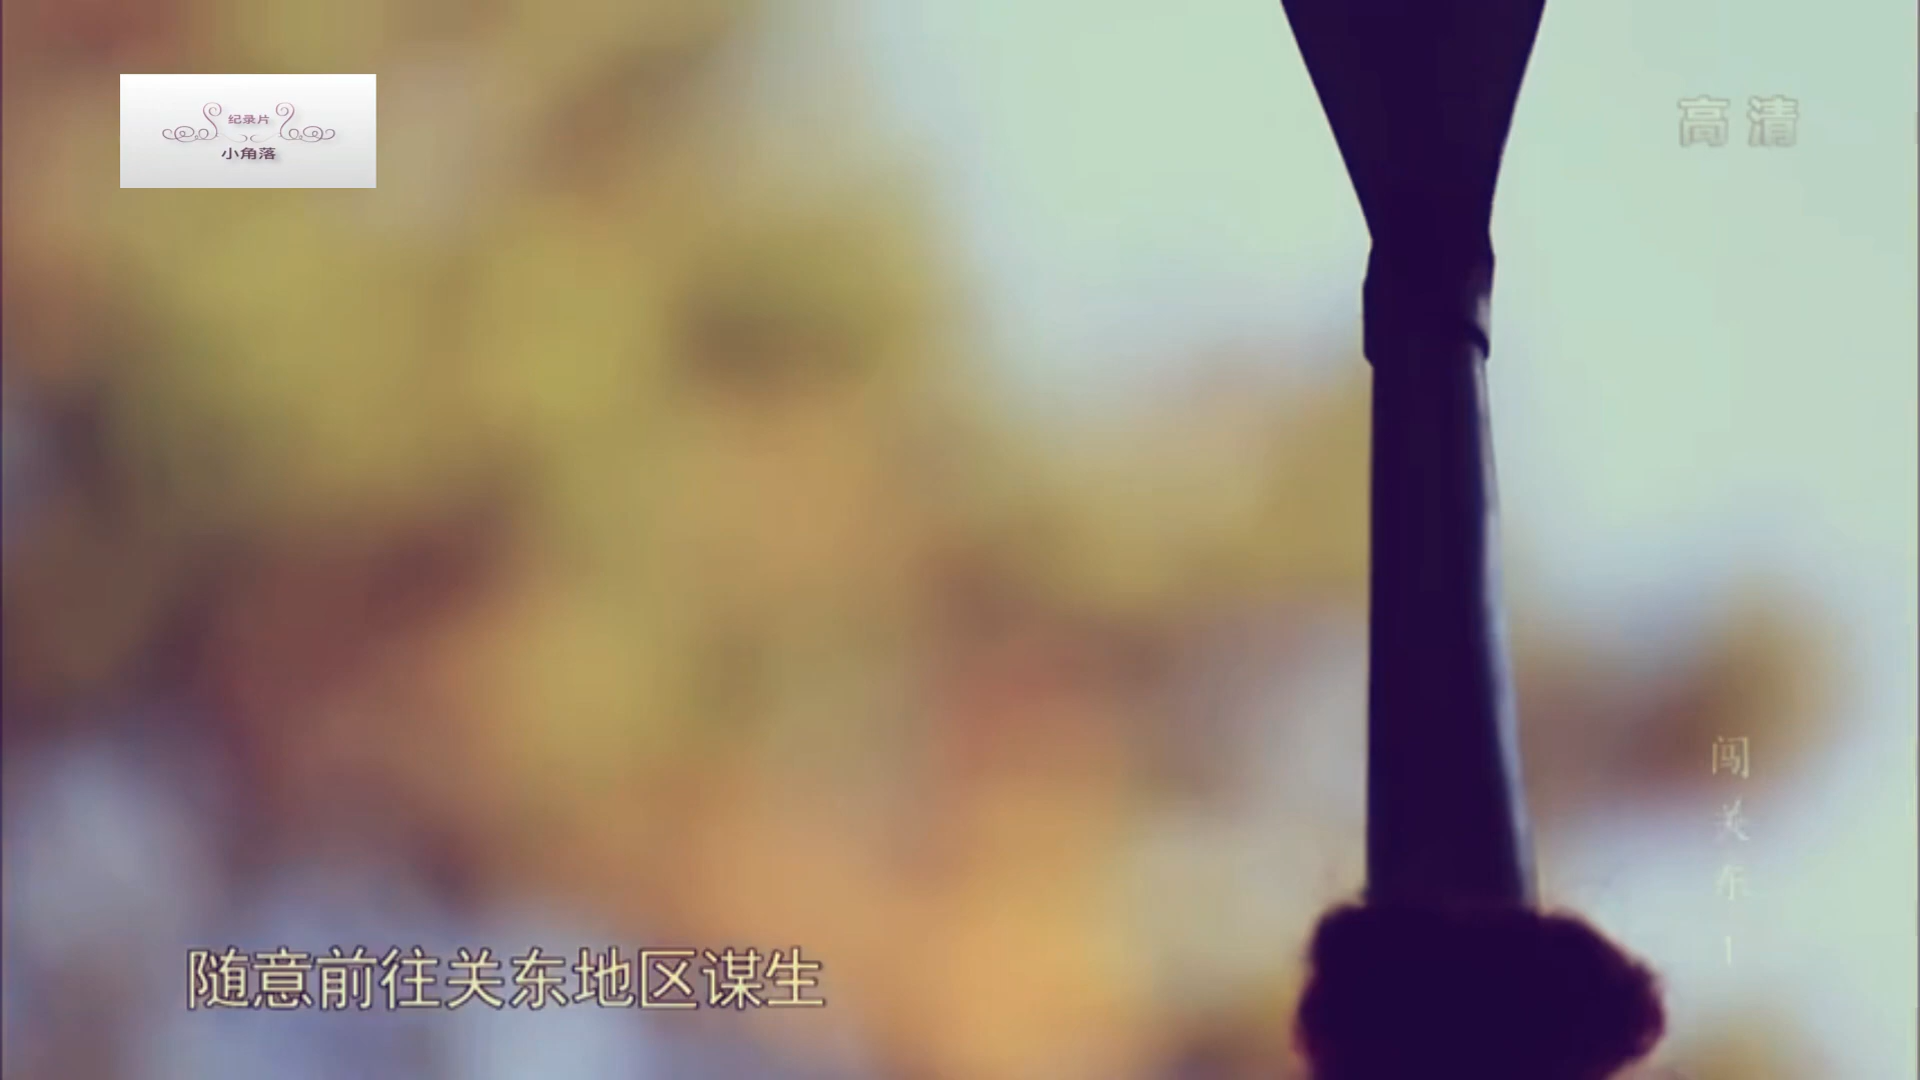 纪录片
小角落
高清
闯关东
随意前往关东地区谋生